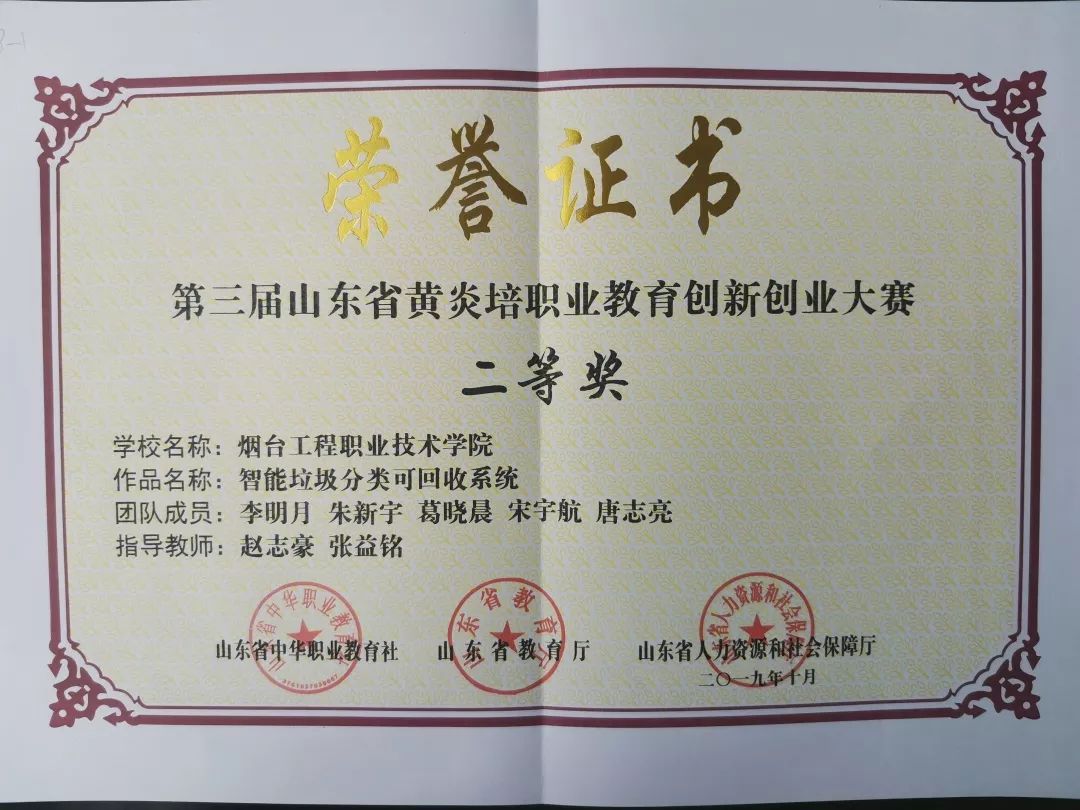 荣誉证书
第三届山东省黄炎培职业教育创新创业大赛
二等奖
学校名称：烟台工程职业技术学院
作品名称：智能垃圾分类可回收系统
团队成员：李明月 朱新宇 葛晓晨 宋宇航 唐志亮
指导教师：赵志豪 张益铭
山东省中华职业教育社 山东省教育厅 山东省人力资源和社会保障厅
二〇一九年十月